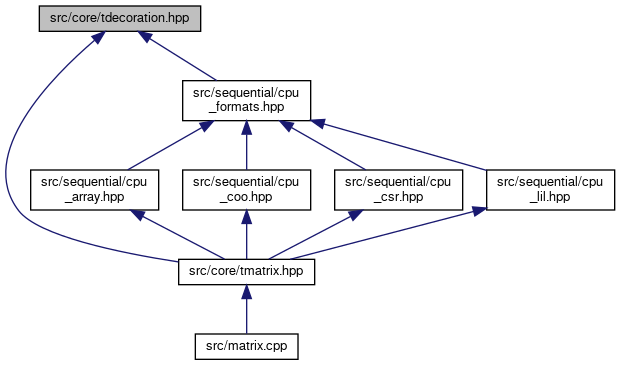 src/core/tdecoration.hpp
src/sequential/cpu
_formats.hpp
src/sequential/cpu
_array.hpp
src/sequential/cpu
_coo.hpp
src/sequential/cpu
_csr.hpp
src/sequential/cpu
_lil.hpp
src/core/tmatrix.hpp
src/matrix.cpp